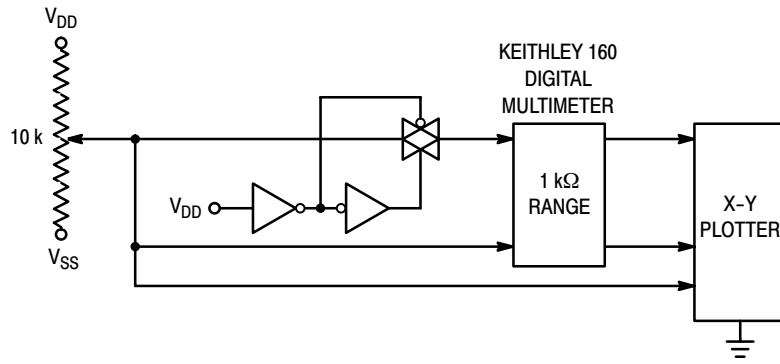 V_DD
10 k
V_SS
V_DD
KEITHLEY 160
DIGITAL
MULTIMETER
1 kΩ
RANGE
X-Y
PLOTTER